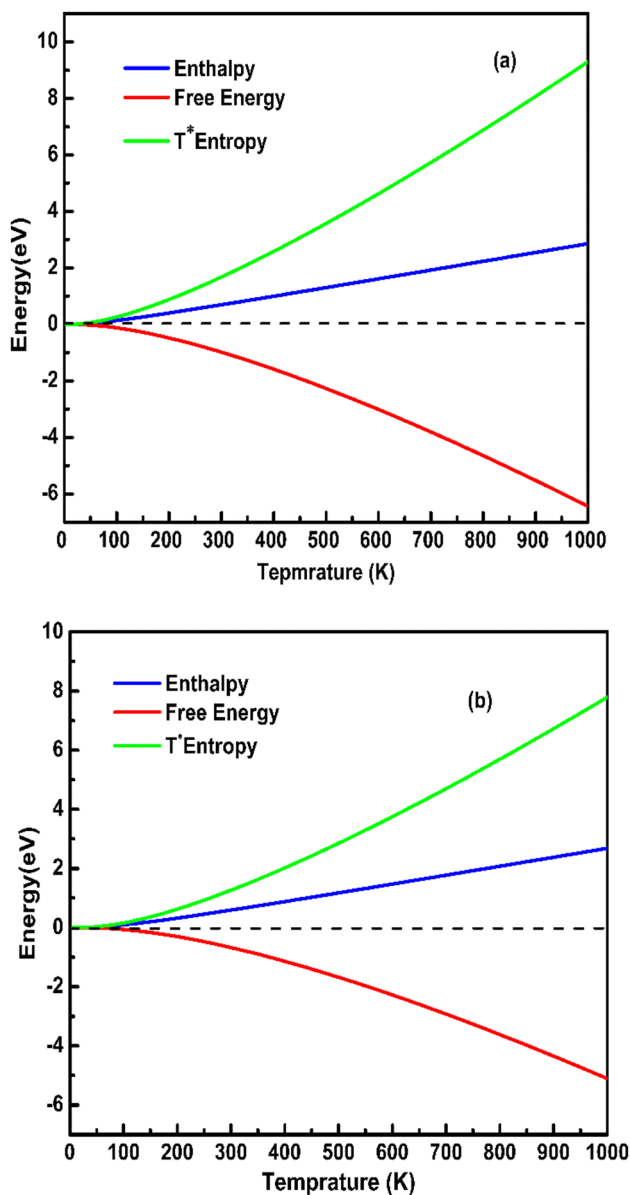 10
(a)
Enthalpy
8
Free Energy
T*Entropy
6
4
2
0
-2
-4
-6
Energy(eV)
0 100 200 300 400 500 600 700 800 900 1000
Tepmrature (K)
10
Enthalpy
8
Free Energy
(b)
T*Entropy
6
4
2
0
-2
-4
-6
Energy(eV)
0 100 200 300 400 500 600 700 800 900 1000
Temprature (K)